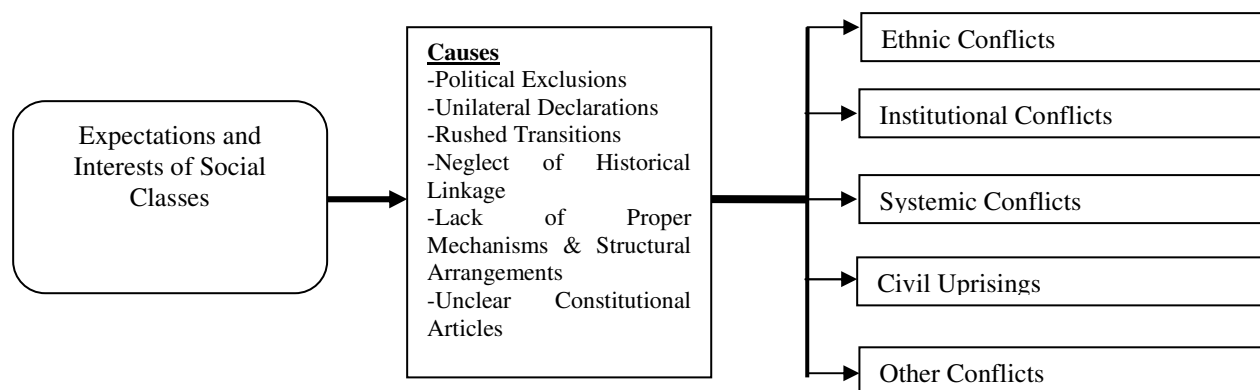 Expectations and
Interests of Social
Classes
Causes
-Political Exclusions
-Unilateral Declarations
-Rushed Transitions
-Neglect of Historical
Linkage
-Lack of Proper
Mechanisms & Structural
Arrangements
-Unclear Constitutional
Articles
Ethnic Conflicts
Institutional Conflicts
Systemic Conflicts
Civil Uprisings
Other Conflicts